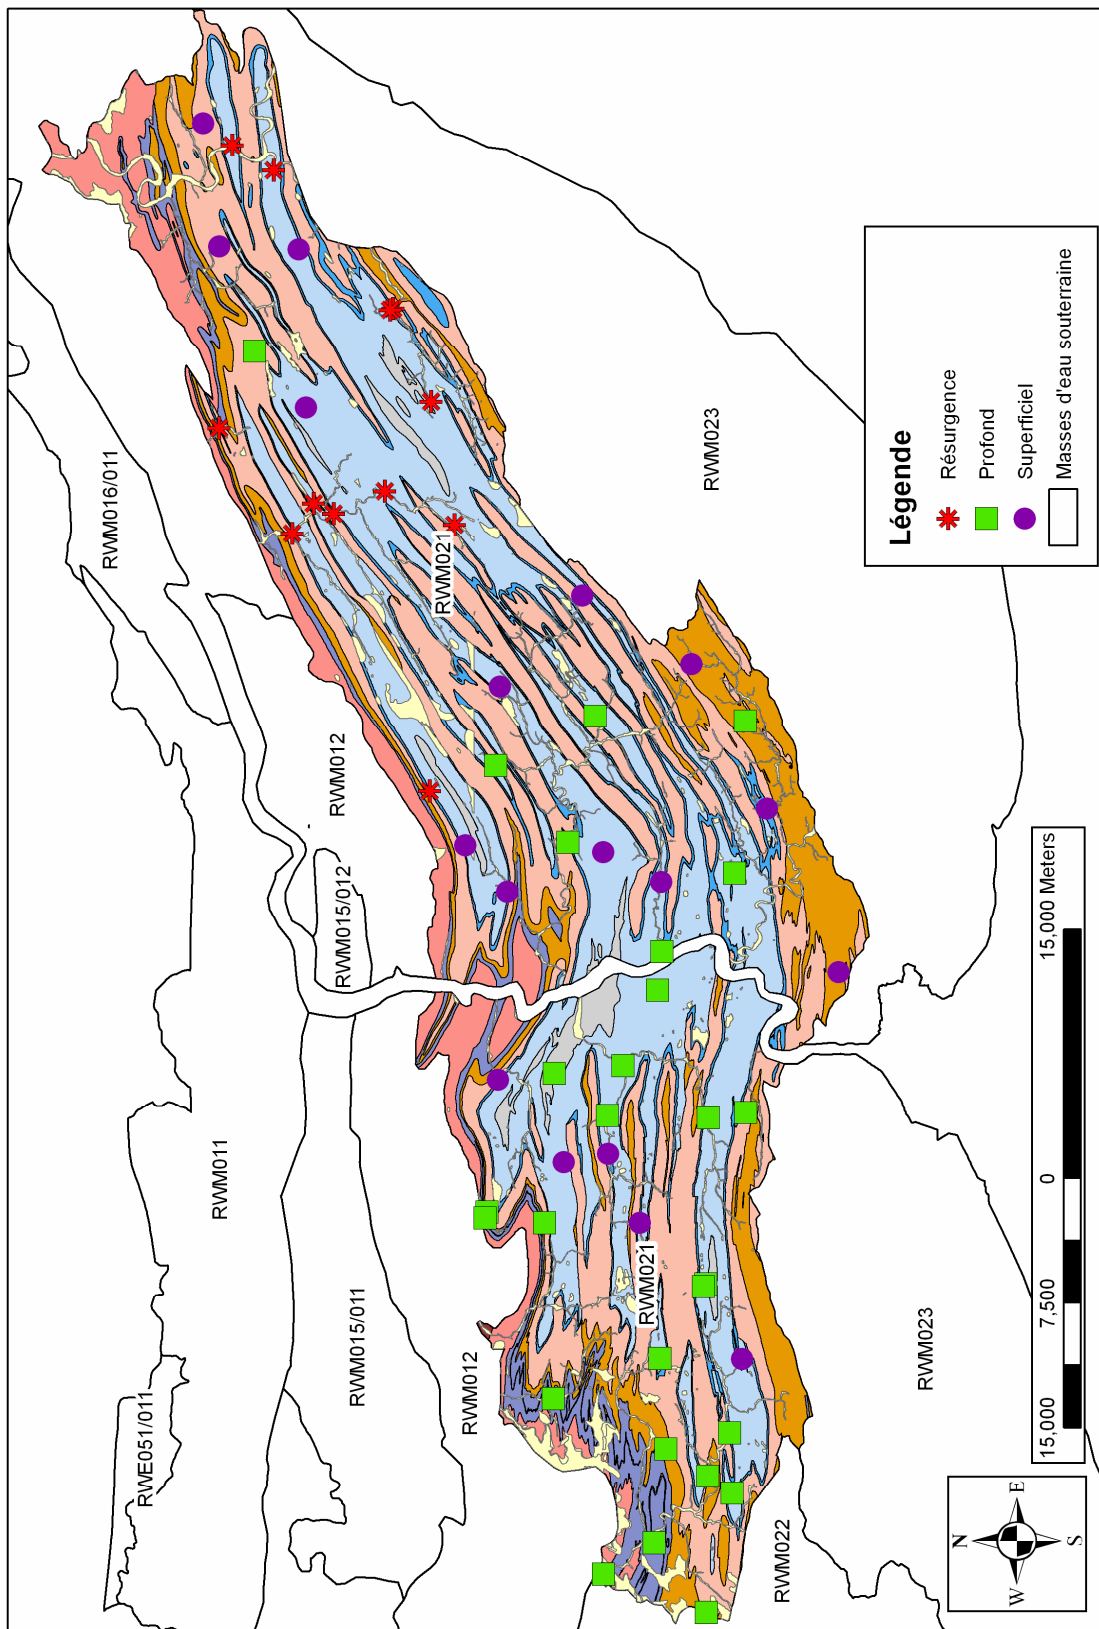 RWE051/011
RWM011
RWM016/011
RWM015/011
RWM015/012
RWM012
RWM012
RWM021
RWM021
RWM022
RWM023
RWM023
Légende
Résurgence
Profond
Superficiel
Masses d'eau souterraine
N
W
E
S
15,000 7,500 0 15,000 Meters